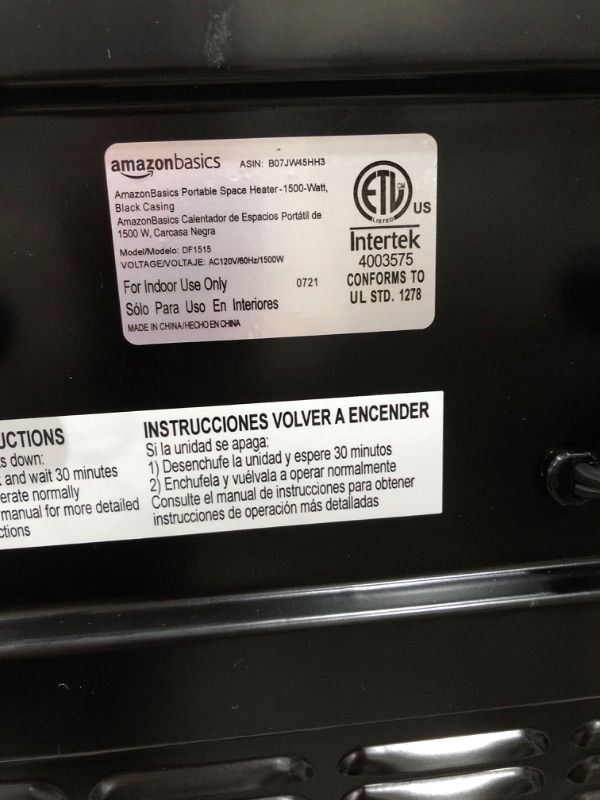 amazonbasics ASIN: B07JW45HH3
AmazonBasics Portable Space Heater-1500-Watt,
Black Casing
AmazonBasics Calentador de Espacios Portátil de
1500 W, Carcasa Negra
Model/Modelo: DF1515
VOLTAGE/VOLTAJE: AC120V/60Hz/1500W
For Indoor Use Only 0721
Sólo Para Uso En Interiores
MADE IN CHINA/HECHO EN CHINA
ETL CM
LISTED
US
Intertek
4003575
CONFORMS TO
UL STD. 1278
UCTIONS
s down:
and wait 30 minutes
erate normally
manual for more detailed
ctions
INSTRUCCIONES VOLVER A ENCENDER
Si la unidad se apaga:
1) Desenchufe la unidad y espere 30 minutos
2) Enchufela y vuélvala a operar normalmente
Consulte el manual de instrucciones para obtener
instrucciones de operación más detalladas